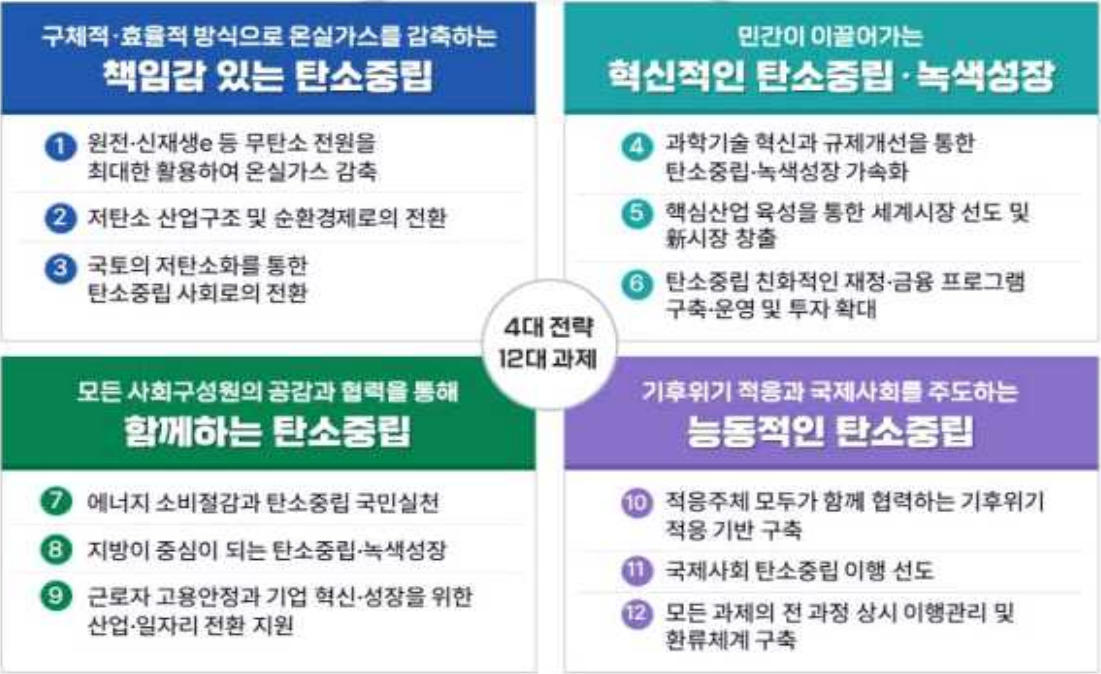 구체적·효율적 방식으로 온실가스를 감축하는
책임감 있는 탄소중립
1 원전·신재생e 등 무탄소 전원을
최대한 활용하여 온실가스 감축
2 저탄소 산업구조 및 순환경제로의 전환
3 국토의 저탄소화를 통한
탄소중립 사회로의 전환
민간이 이끌어가는
혁신적인 탄소중립·녹색성장
4 과학기술 혁신과 규제개선을 통한
탄소중립·녹색성장 가속화
5 핵심산업 육성을 통한 세계시장 선도 및
新시장 창출
6 탄소중립 친화적인 재정·금융 프로그램
구축·운영 및 투자 확대
4대 전략
12대 과제
모든 사회구성원의 공감과 협력을 통해
함께하는 탄소중립
7 에너지 소비절감과 탄소중립 국민실천
8 지방이 중심이 되는 탄소중립·녹색성장
9 근로자 고용안정과 기업 혁신·성장을 위한
산업·일자리 전환 지원
기후위기 적응과 국제사회를 주도하는
능동적인 탄소중립
10 적응주체 모두가 함께 협력하는 기후위기
적응 기반 구축
11 국제사회 탄소중립 이행 선도
12 모든 과제의 전 과정 상시 이행관리 및
환류체계 구축